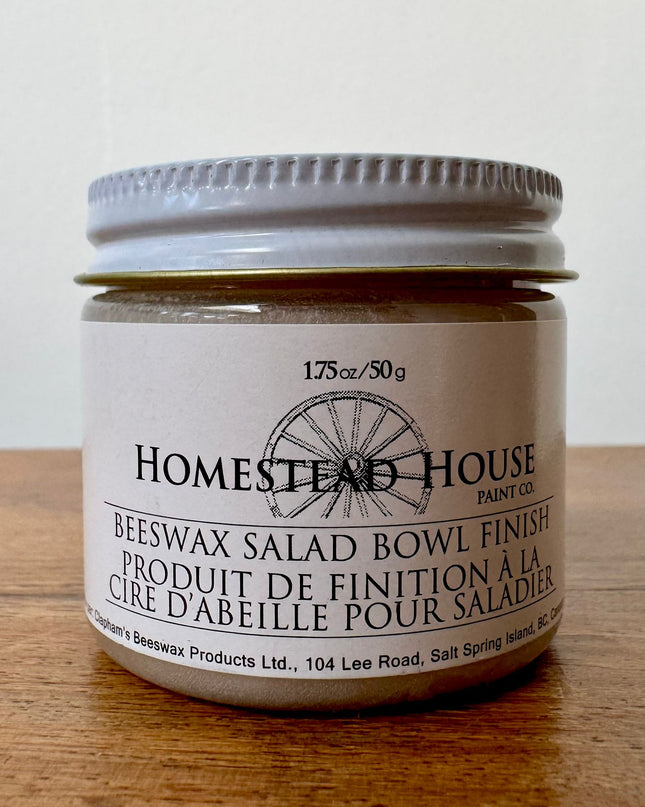 1.75 oz/50 g
HOMESTEAD HOUSE
PAINT CO.
BEESWAX SALAD BOWL FINISH
PRODUIT DE FINITION À LA
CIRE D'ABEILLE POUR SALADIER
Clapham's Beeswax Products Ltd., 104 Lee Road, Salt Spring Island, BC,